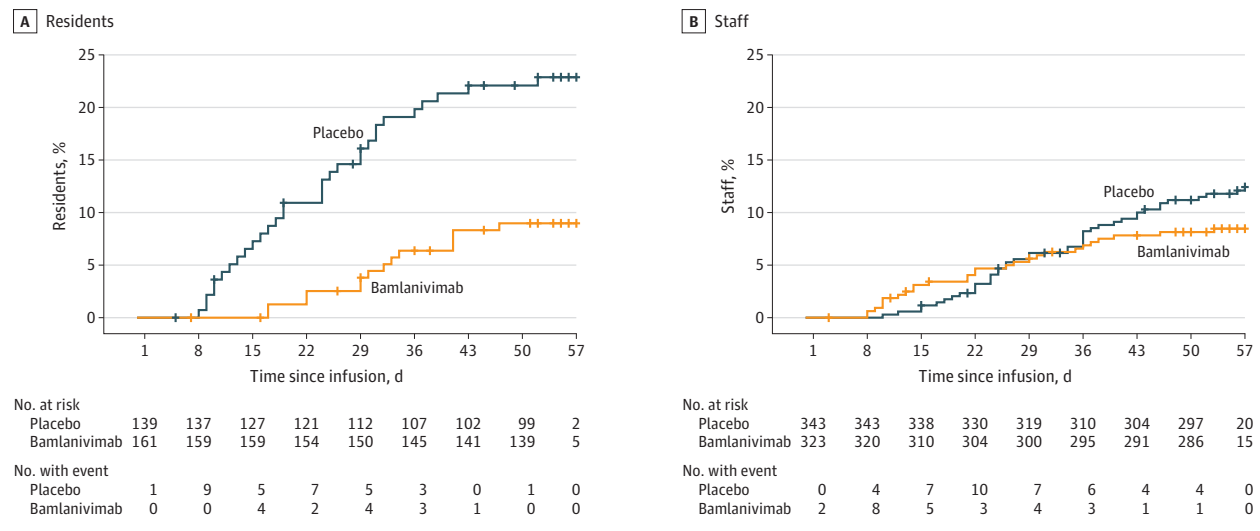 A Residents
25
20
15
10
5
0
Residents, %
Placebo
Bamlanivimab
1 8 15 22 29 36 43 50 57
Time since infusion, d
No. at risk
Placebo 139 137 127 121 112 107 102 99 2
Bamlanivimab 161 159 159 154 150 145 141 139 5
No. with event
Placebo 1 9 5 7 5 3 0 1 0
Bamlanivimab 0 0 4 2 4 3 1 0 0
B Staff
25
20
15
10
5
0
Staff, %
Placebo
Bamlanivimab
1 8 15 22 29 36 43 50 57
Time since infusion, d
No. at risk
Placebo 343 343 338 330 319 310 304 297 20
Bamlanivimab 323 320 310 304 300 295 291 286 15
No. with event
Placebo 0 4 7 10 7 6 4 4 0
Bamlanivimab 2 8 5 3 4 3 1 1 0